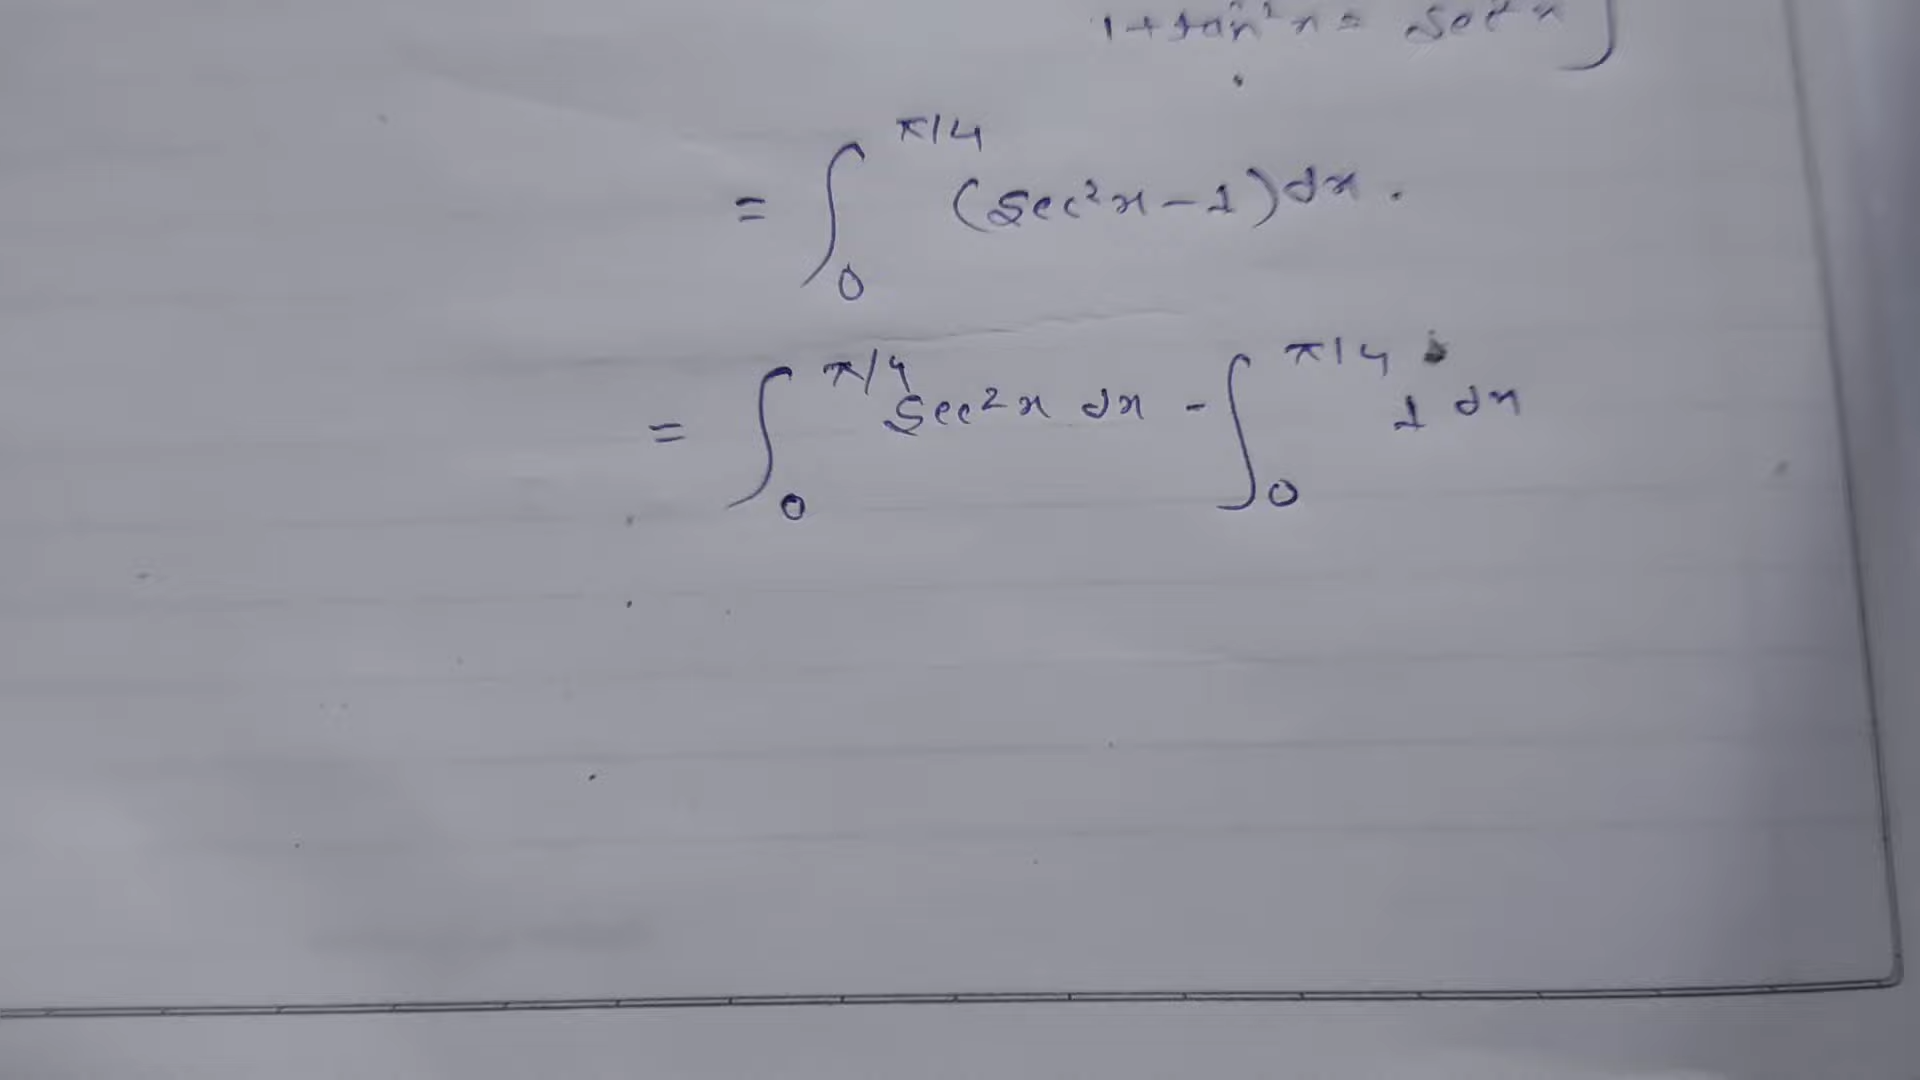 1+tan²x = Sec²x]
= ∫₀^π/4 (Sec²x-1)dx.
= ∫₀^π/4 Sec²x dx - ∫₀^π/4 1 dx